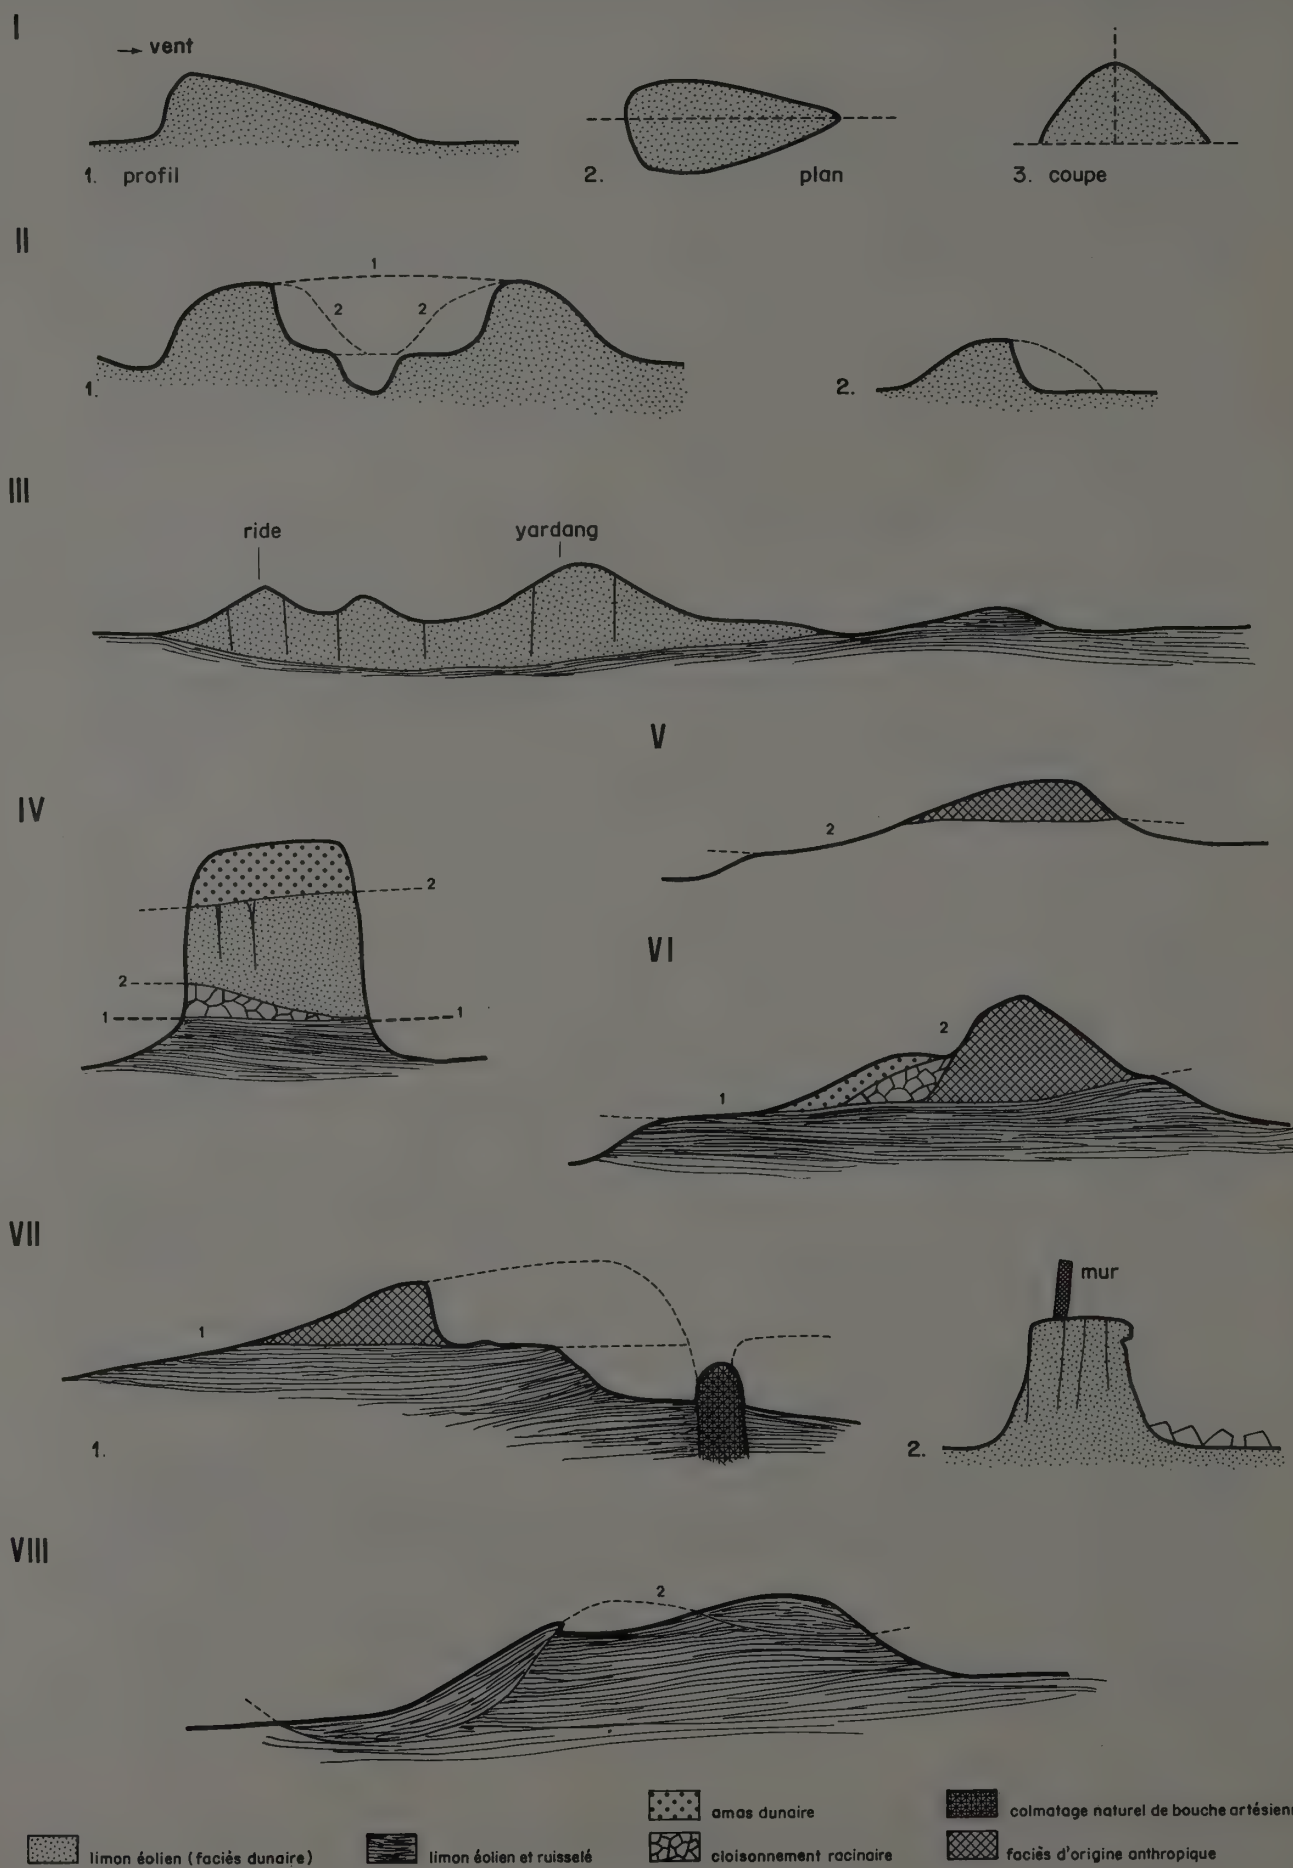 I
→ vent
1. profil
2. plan
3. coupe
II
1
2 2
1.
2.
III
ride
yardang
V
2
IV
2
2
1 1
VI
2
1
VII
1
mur
1.
2.
VIII
2
amas dunaire
colmatage naturel de bouche artésienn
limon éolien (faciès dunaire)
limon éolien et ruisselé
cloisonnement racinaire
faciès d'origine anthropique